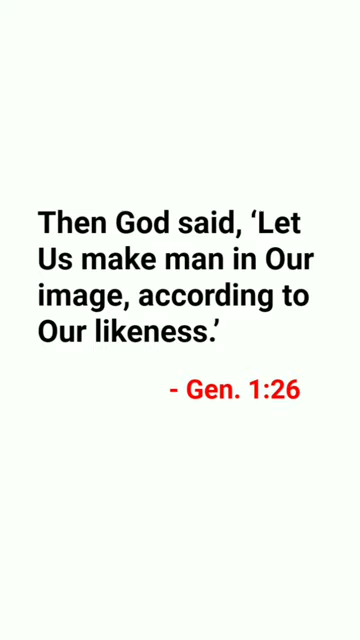 Then God said, ‘Let
Us make man in Our
image, according to
Our likeness.’
- Gen. 1:26